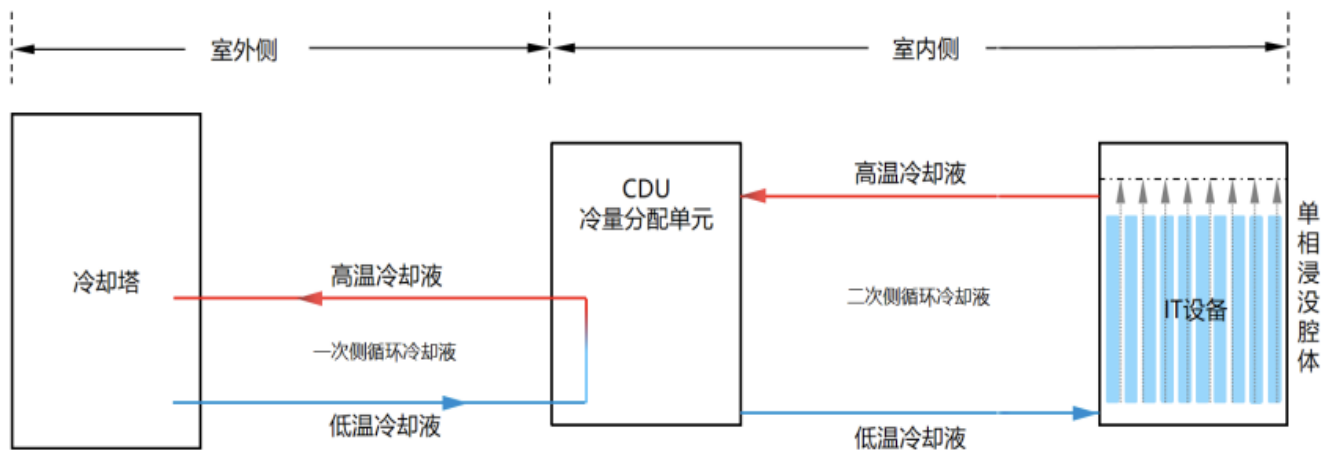 室外侧
室内侧
CDU
冷量分配单元
高温冷却液
冷却塔
高温冷却液
二次侧循环冷却液
IT设备
单相浸没腔体
一次侧循环冷却液
低温冷却液
低温冷却液